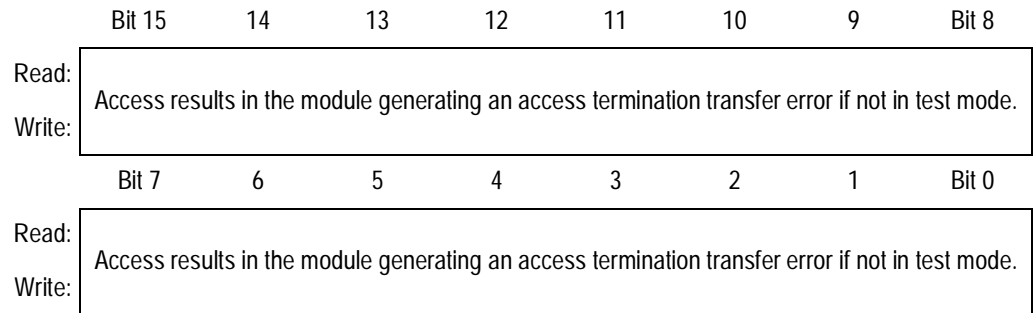 Bit 15 14 13 12 11 10 9 Bit 8
Read:
Access results in the module generating an access termination transfer error if not in test mode.
Write:
Bit 7 6 5 4 3 2 1 Bit 0
Read:
Access results in the module generating an access termination transfer error if not in test mode.
Write: